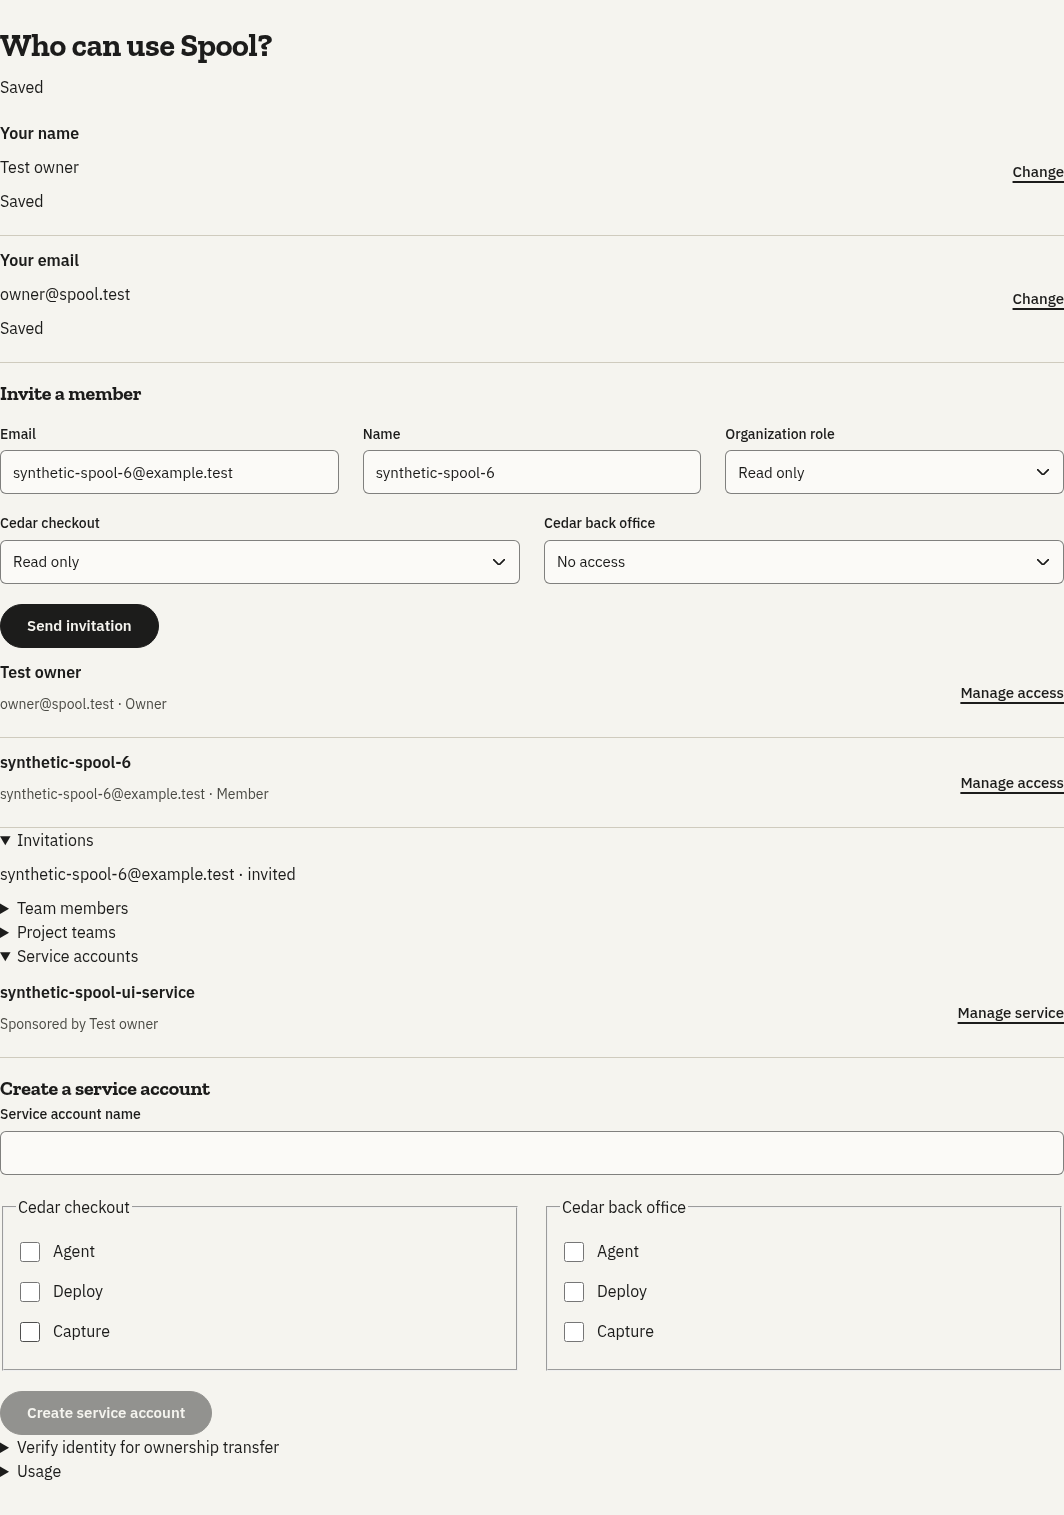 Who can use Spool?
Saved
Your name
Test owner
Change
Saved
Your email
owner@spool.test
Change
Saved
Invite a member
Email Name Organization role
synthetic-spool-6@example.test synthetic-spool-6 Read only
Cedar checkout Cedar back office
Read only No access
Send invitation
Test owner
Manage access
owner@spool.test · Owner
synthetic-spool-6
Manage access
synthetic-spool-6@example.test · Member
Invitations
synthetic-spool-6@example.test · invited
Team members
Project teams
Service accounts
synthetic-spool-ui-service
Manage service
Sponsored by Test owner
Create a service account
Service account name
Cedar checkout Cedar back office
Agent Agent
Deploy Deploy
Capture Capture
Create service account
Verify identity for ownership transfer
Usage